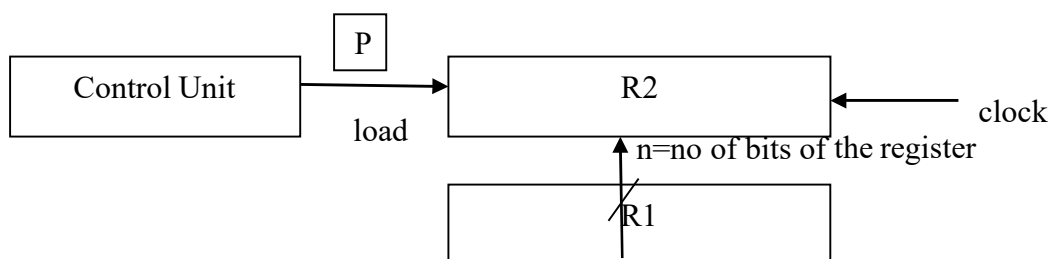 P
Control Unit
R2
clock
load
n=no of bits of the register
R1